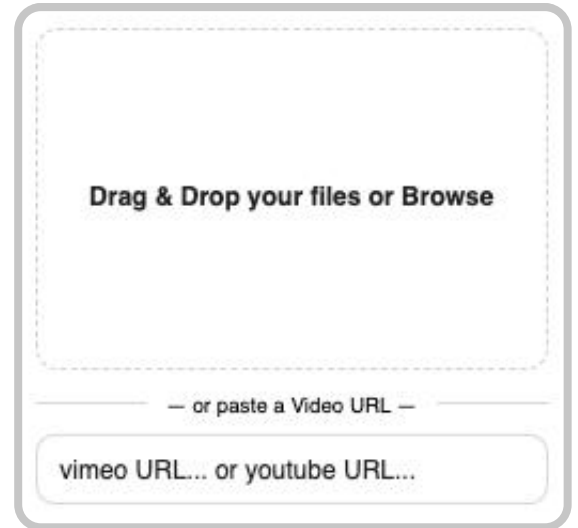 Drag & Drop your files or Browse
— or paste a Video URL —
vimeo URL... or youtube URL...